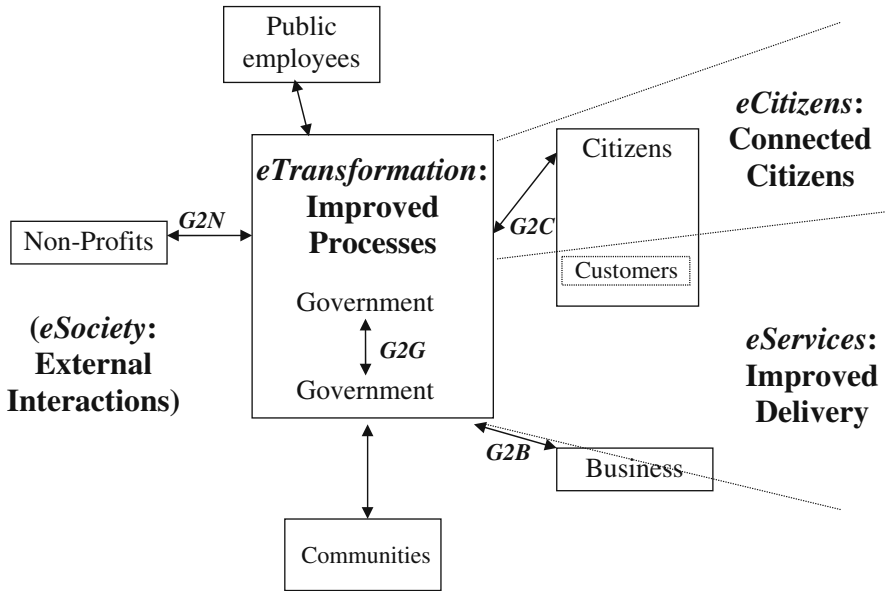 Public
employees
eTransformation:
Improved
Processes
Government
G2G
Government
G2N
Non-Profits
(eSociety:
External
Interactions)
Communities
G2C
Citizens
Customers
eCitizens:
Connected
Citizens
eServices:
Improved
Delivery
G2B
Business